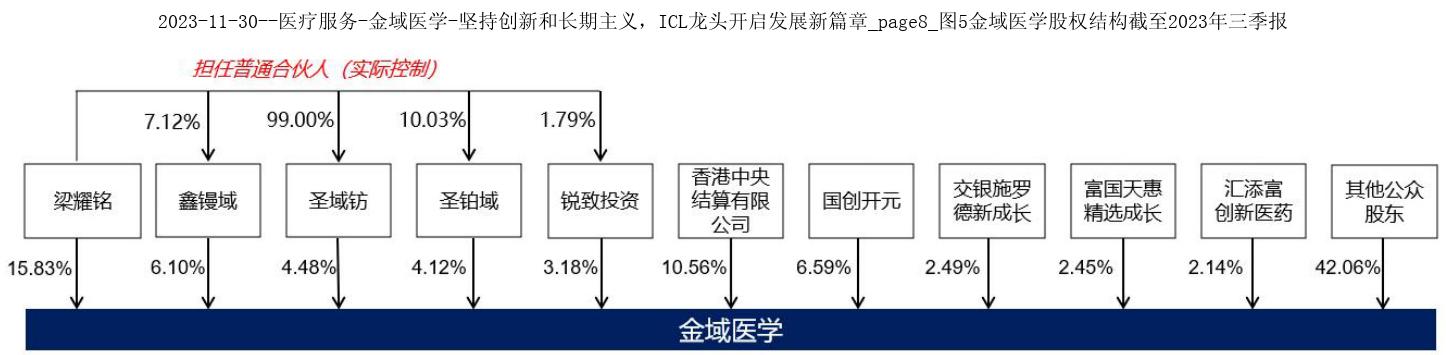 2023-11-30--医疗服务-金域医学-坚持创新和长期主义，ICL龙头开启发展新篇章_page8_图5金域医学股权结构截至2023年三季报
担任普通合伙人（实际控制）
7.12%
99.00%
10.03%
1.79%
梁耀铭
鑫镘域
圣域钫
圣铂域
锐致投资
香港中央
结算有限
公司
国创开元
交银施罗
德新成长
富国天惠
精选成长
汇添富
创新医药
其他公众
股东
15.83%
6.10%
4.48%
4.12%
3.18%
10.56%
6.59%
2.49%
2.45%
2.14%
42.06%
金域医学